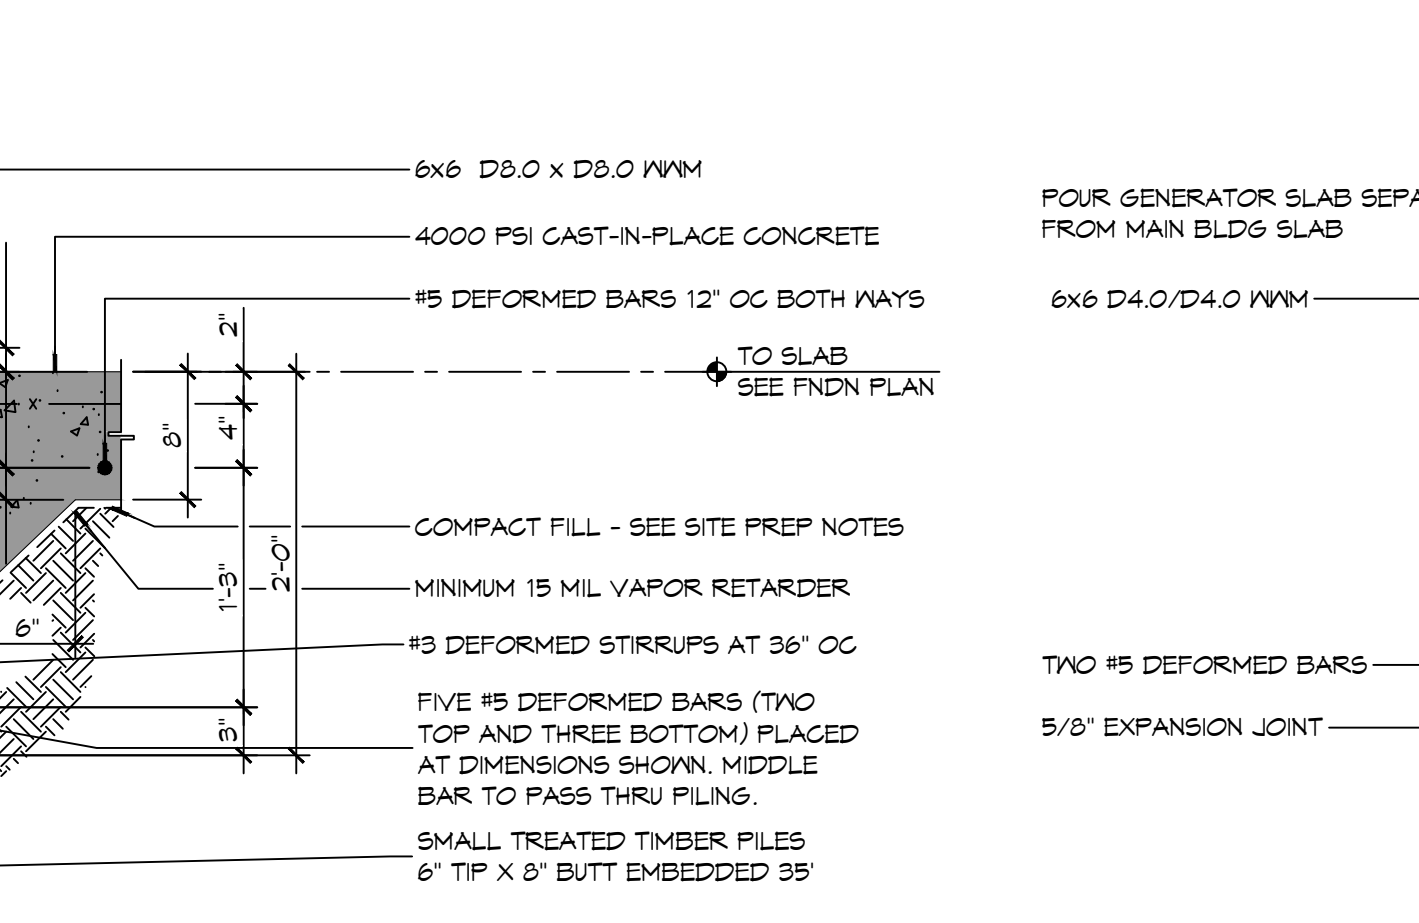 6x6 D8.0 x D8.0 WWM
4000 PSI CAST-IN-PLACE CONCRETE
#5 DEFORMED BARS 12" OC BOTH WAYS
2"
TO SLAB
SEE FNDN PLAN
x
8"
4"
COMPACT FILL - SEE SITE PREP NOTES
1'-3"
2'-0"
MINIMUM 15 MIL VAPOR RETARDER
6"
#3 DEFORMED STIRRUPS AT 36" OC
3"
FIVE #5 DEFORMED BARS (TWO
TOP AND THREE BOTTOM) PLACED
AT DIMENSIONS SHOWN. MIDDLE
BAR TO PASS THRU PILING.
SMALL TREATED TIMBER PILES
6" TIP X 8" BUTT EMBEDDED 35'
POUR GENERATOR SLAB SEPA
FROM MAIN BLDG SLAB
6x6 D4.0/D4.0 WWM
TWO #5 DEFORMED BARS
5/8" EXPANSION JOINT